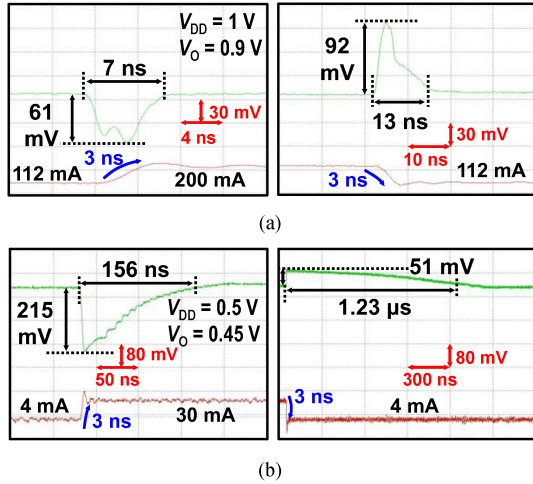 V_DD = 1 V
V_O = 0.9 V
7 ns
61 mV
30 mV
4 ns
3 ns
112 mA
200 mA
92 mV
13 ns
30 mV
10 ns
3 ns
112 mA
(a)
156 ns
215 mV
V_DD = 0.5 V
V_O = 0.45 V
80 mV
50 ns
4 mA
3 ns
30 mA
51 mV
1.23 µs
80 mV
300 ns
3 ns
4 mA
(b)